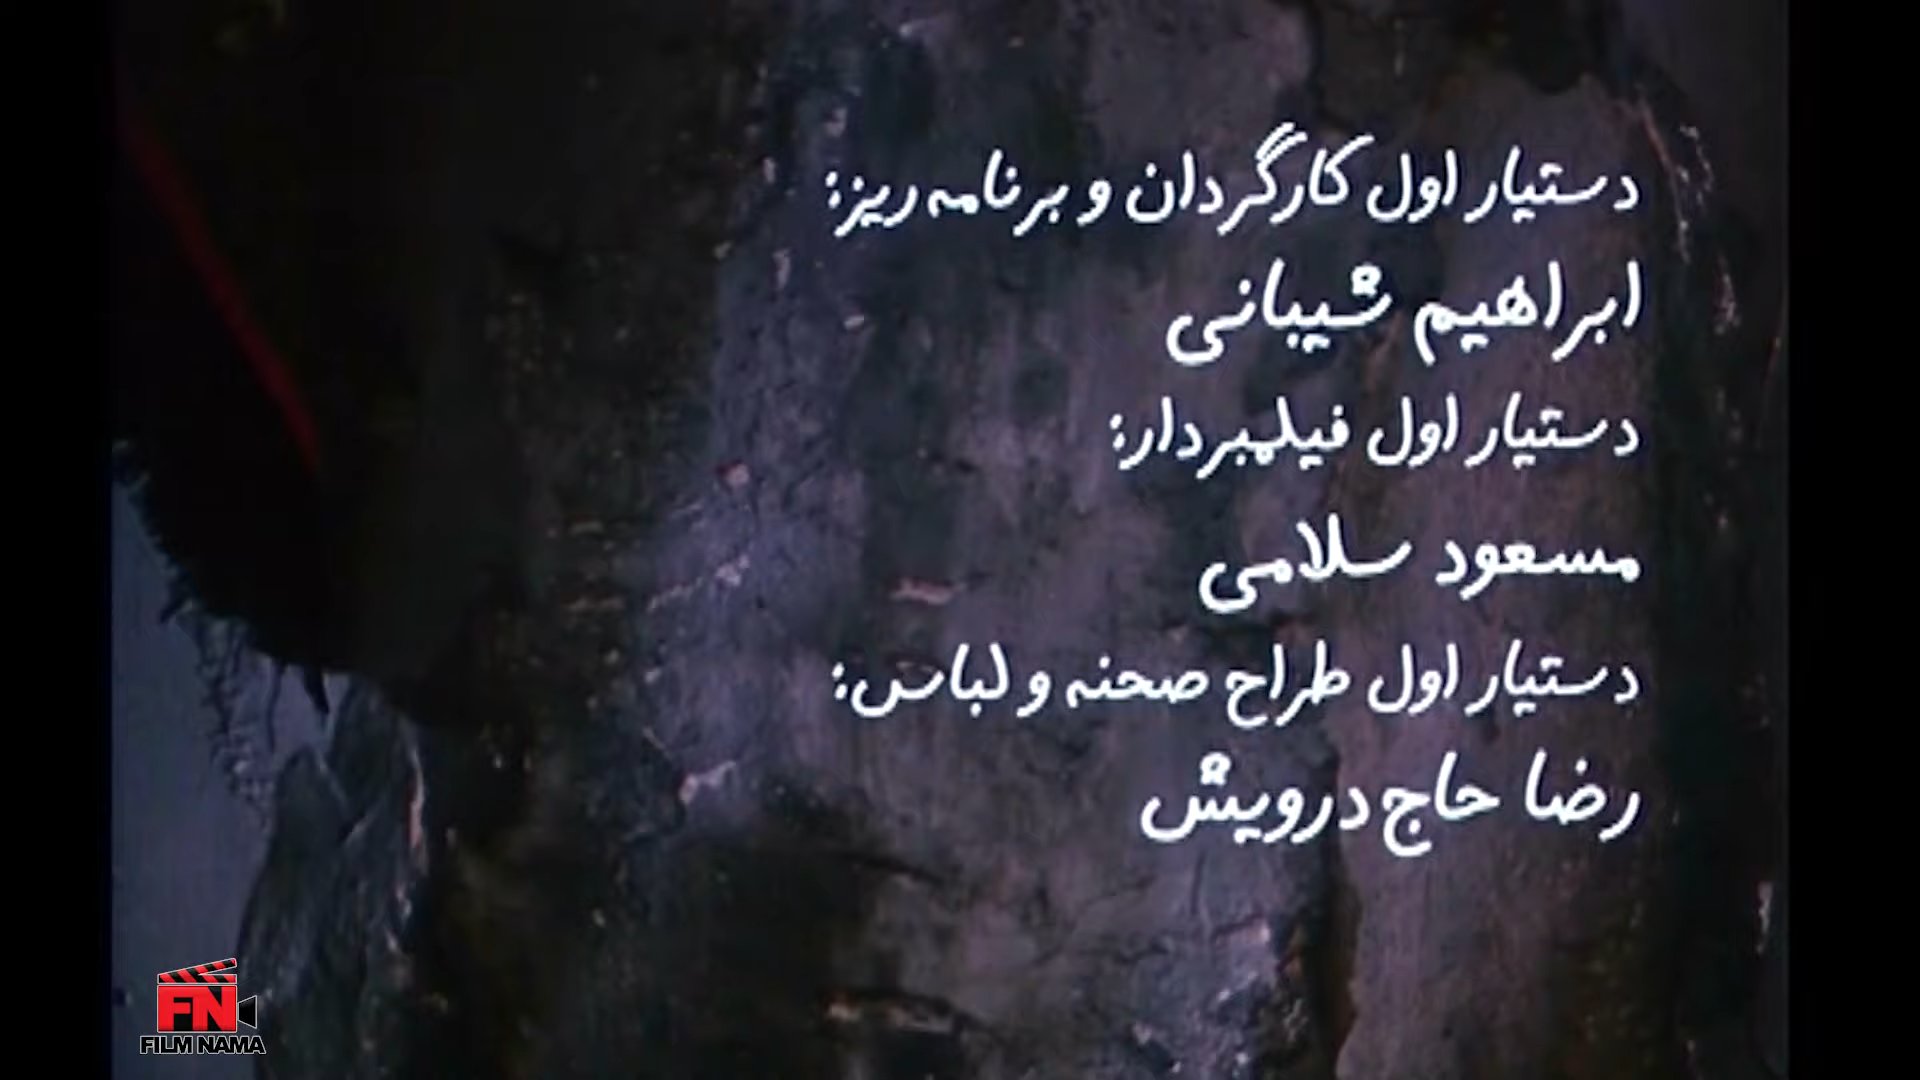 دستیار اول کارگردان و برنامه ریز:
ابراهیم شیبانی
دستیار اول فیلمبردار:
مسعود سلامی
دستیار اول طراح صحنه و لباس:
رضا حاج درویش
FN
FILM NAMA